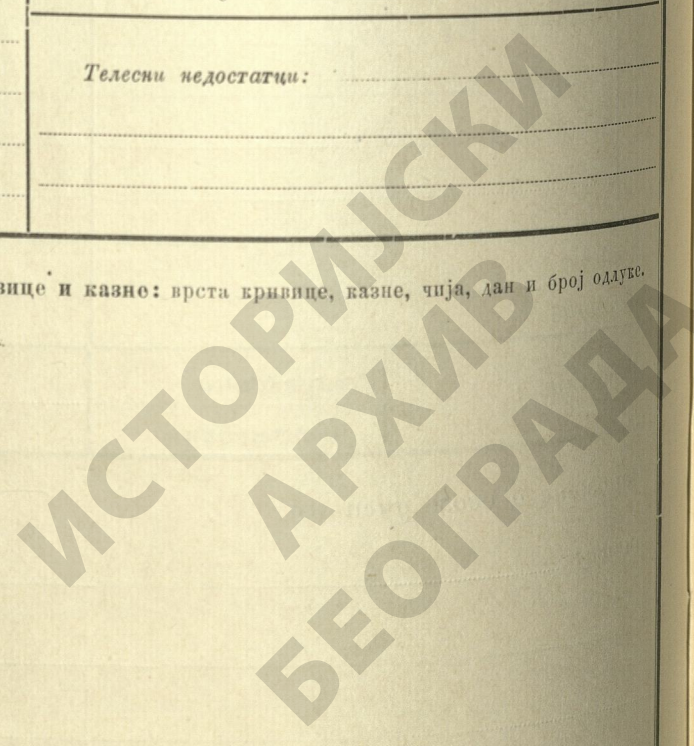 Телесни недостатци:
вице и казне: врста кривице, казне, чија, дан и број одлуке.
ИСТОРИЈСКИ
АРХИВ
БЕОГРАДА